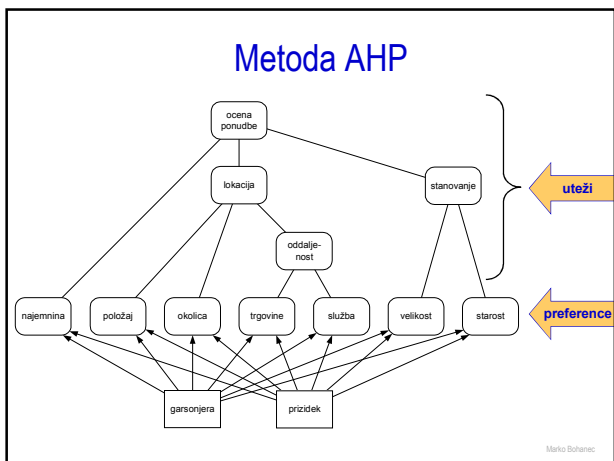 Metoda AHP
ocena
ponudbe
lokacija
stanovanje
uteži
oddalje-
nost
najemnina
položaj
okolica
trgovine
služba
velikost
starost
preference
garsonjera
prizidek
Marko Bohanec